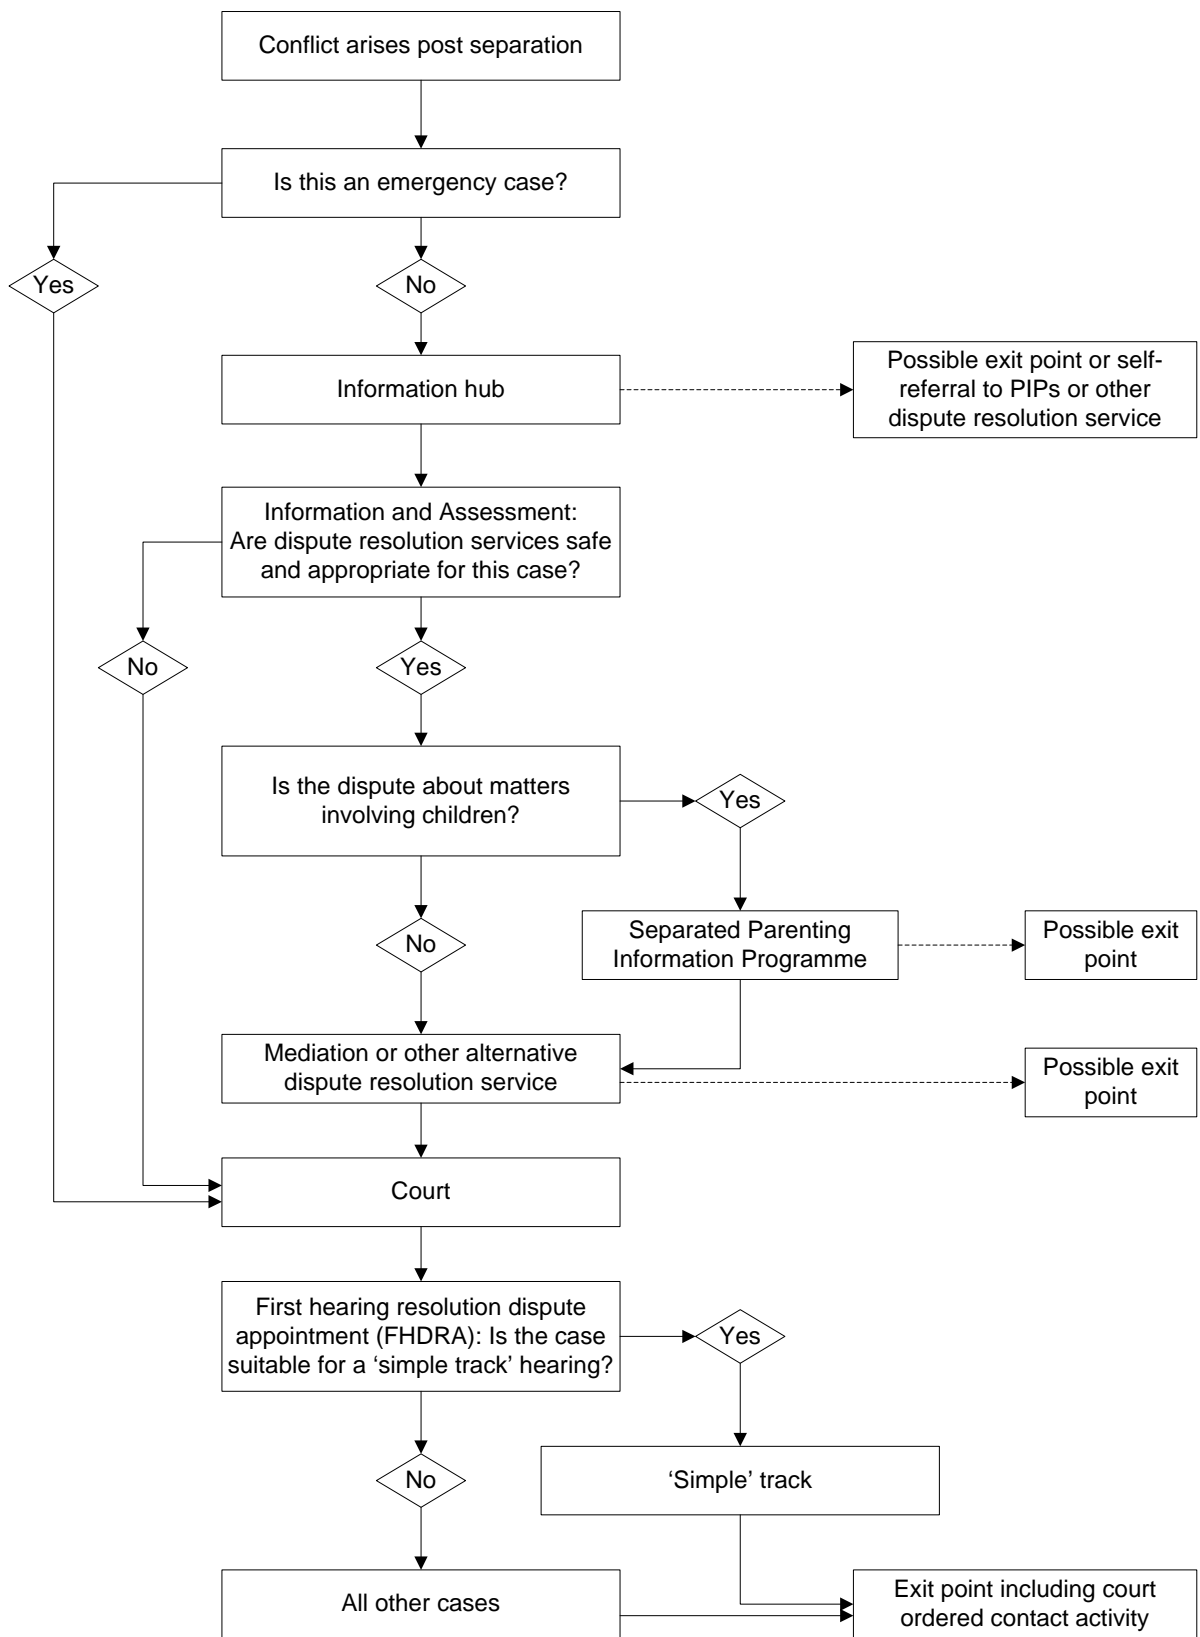 Conflict arises post separation
Is this an emergency case?
Yes
No
Information hub
Possible exit point or self-
referral to PIPs or other
dispute resolution service
Information and Assessment:
Are dispute resolution services safe
and appropriate for this case?
No
Yes
Is the dispute about matters
involving children?
Yes
No
Separated Parenting
Information Programme
Possible exit
point
Mediation or other alternative
dispute resolution service
Possible exit
point
Court
First hearing resolution dispute
appointment (FHDRA): Is the case
suitable for a ‘simple track’ hearing?
Yes
No
‘Simple’ track
All other cases
Exit point including court
ordered contact activity